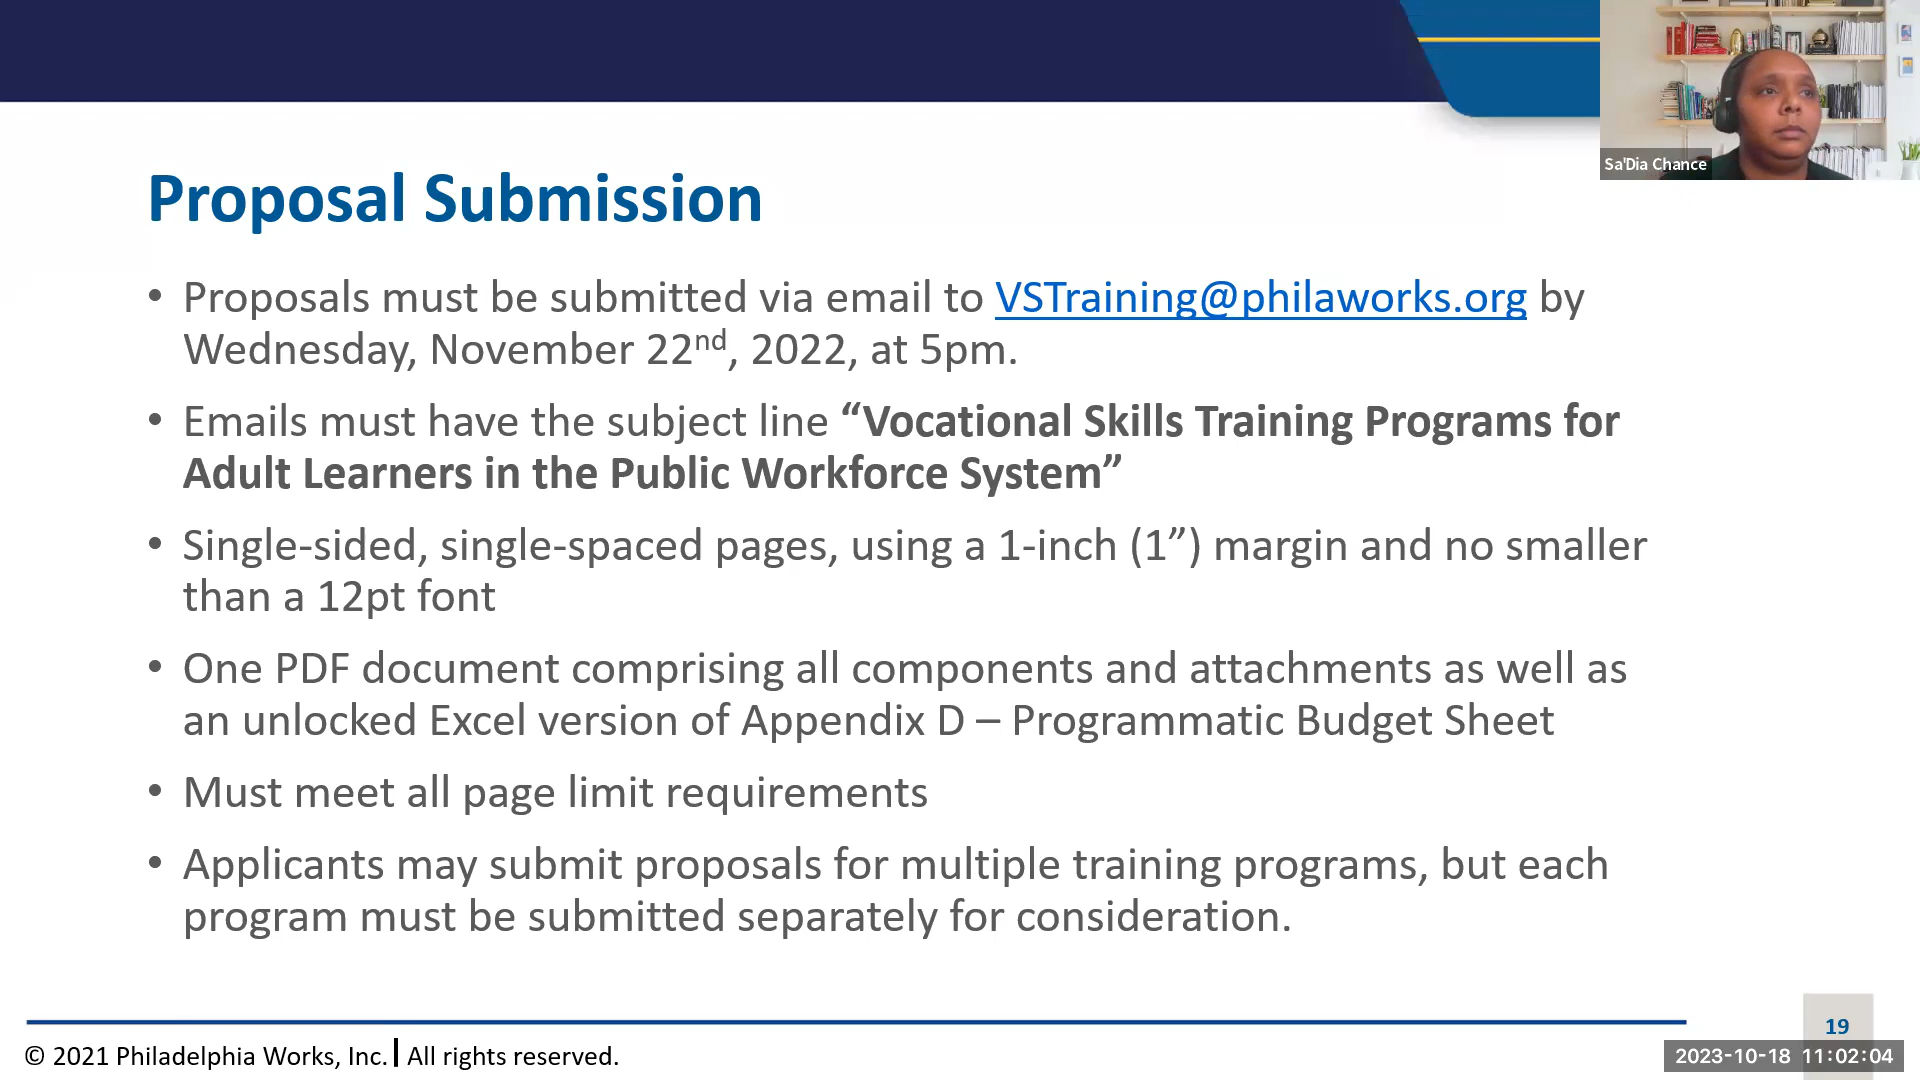 Sa'Dia Chance
Proposal Submission
• Proposals must be submitted via email to VSTraining@philaworks.org by
Wednesday, November 22nd, 2022, at 5pm.
• Emails must have the subject line “Vocational Skills Training Programs for
Adult Learners in the Public Workforce System”
• Single-sided, single-spaced pages, using a 1-inch (1”) margin and no smaller
than a 12pt font
• One PDF document comprising all components and attachments as well as
an unlocked Excel version of Appendix D – Programmatic Budget Sheet
• Must meet all page limit requirements
• Applicants may submit proposals for multiple training programs, but each
program must be submitted separately for consideration.
19
© 2021 Philadelphia Works, Inc. | All rights reserved.
2023-10-18 11:02:04